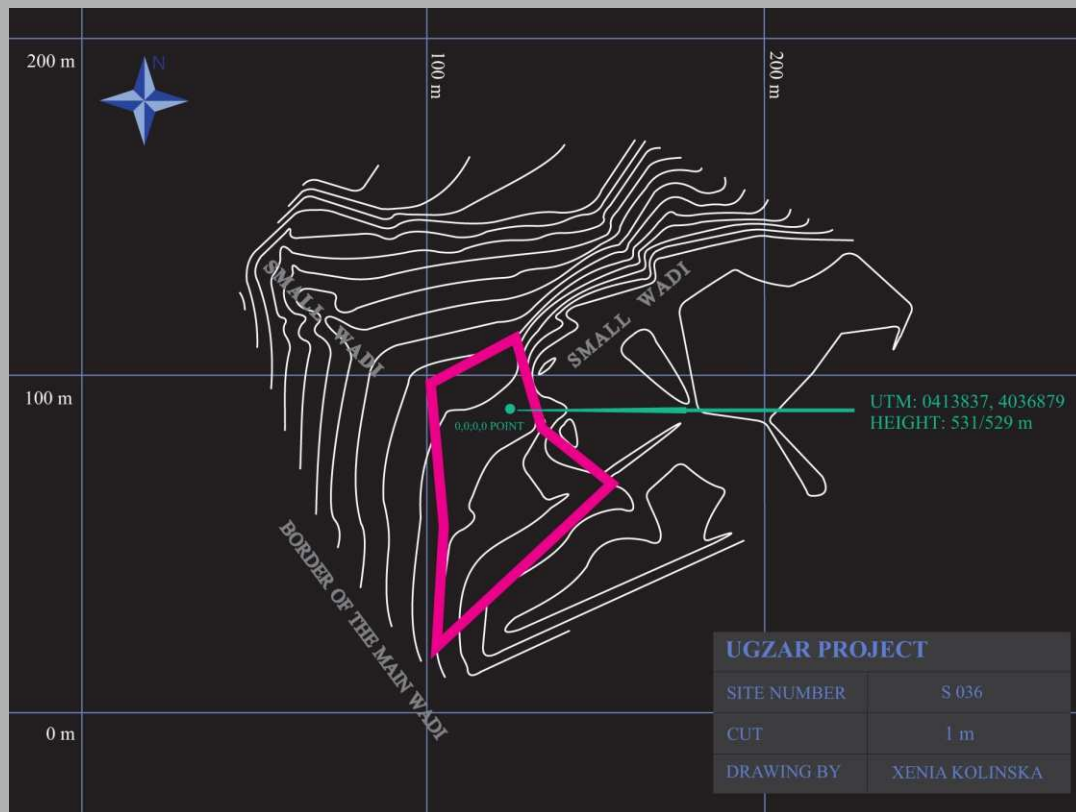 N
200 m
100 m
200 m
SMALL WADI
SMALL WADI
100 m
UTM: 0413837, 4036879
HEIGHT: 531/529 m
0,0;0,0 POINT
BORDER OF THE MAIN WADI
0 m
UGZAR PROJECT
SITE NUMBER S 036
CUT 1 m
DRAWING BY XENIA KOLINSKA